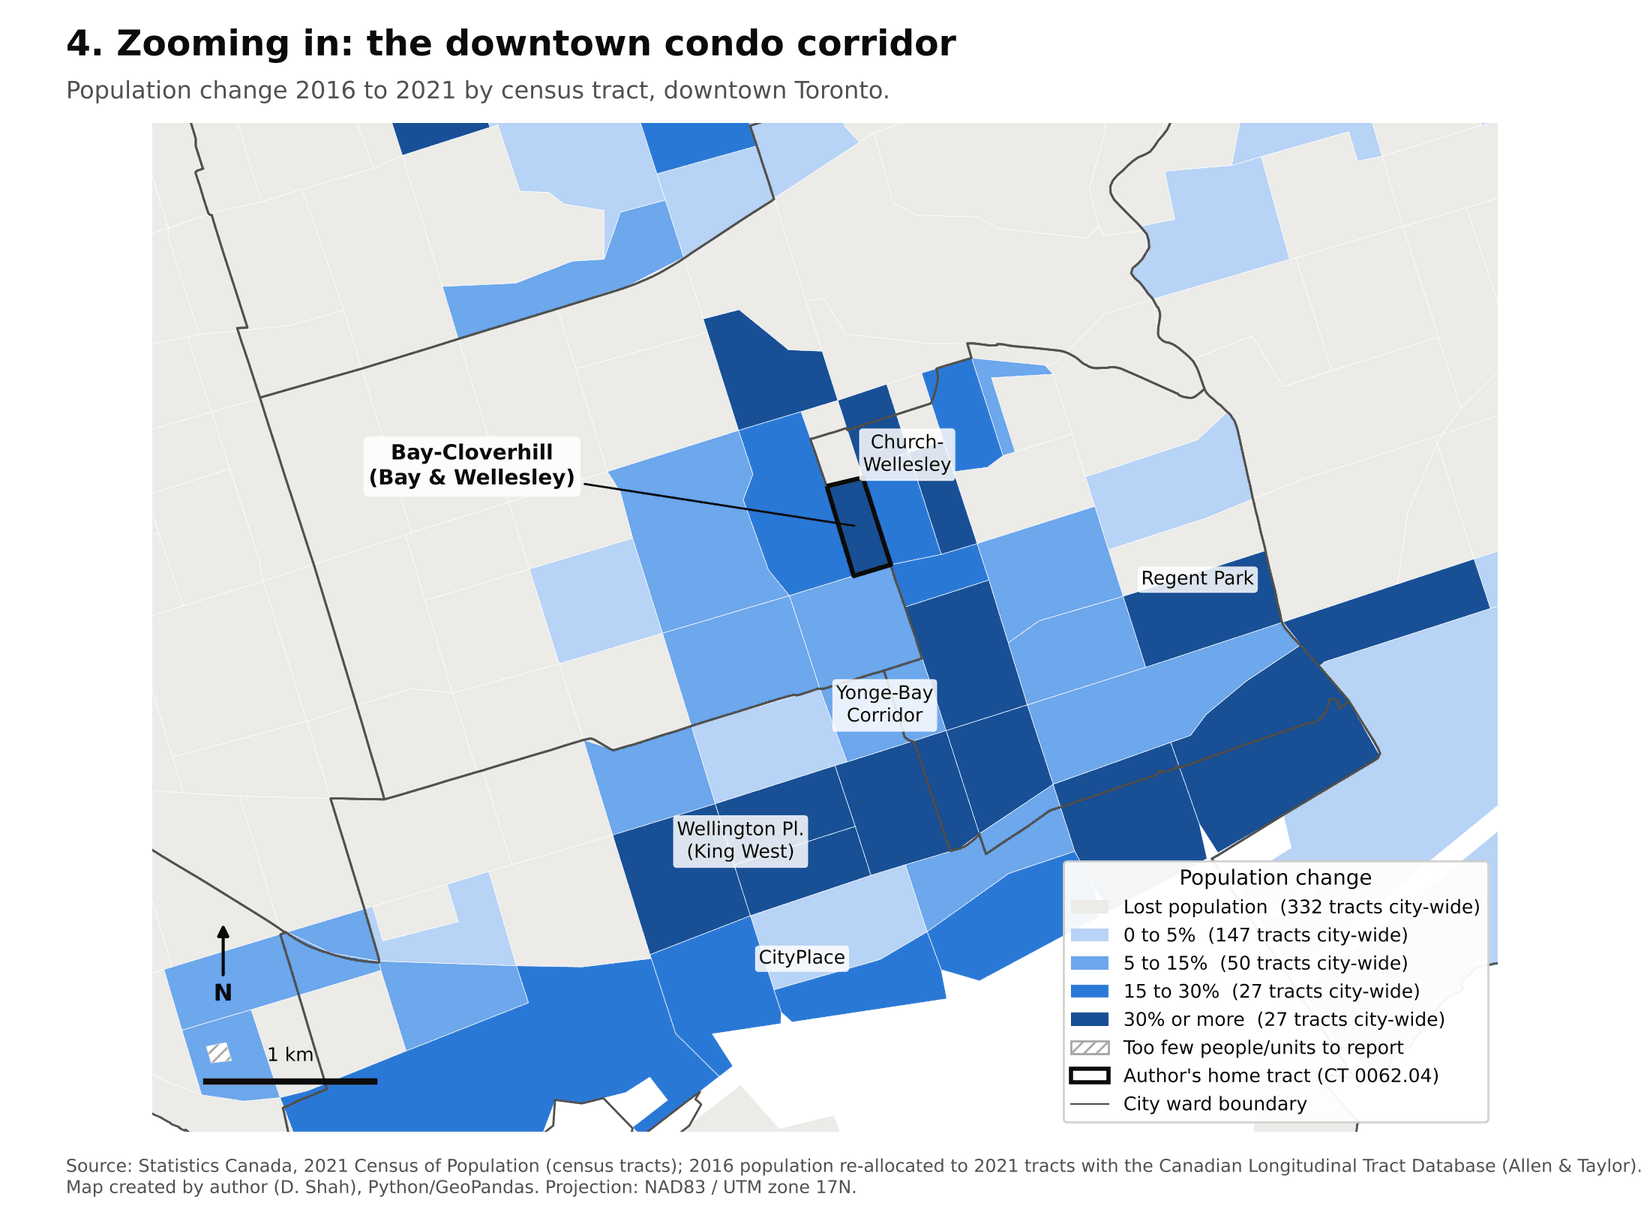 4. Zooming in: the downtown condo corridor
Population change 2016 to 2021 by census tract, downtown Toronto.
Bay-Cloverhill
(Bay & Wellesley)
Church-
Wellesley
Regent Park
Yonge-Bay
Corridor
Wellington Pl.
(King West)
CityPlace
N
1 km
Population change
Lost population (332 tracts city-wide)
0 to 5% (147 tracts city-wide)
5 to 15% (50 tracts city-wide)
15 to 30% (27 tracts city-wide)
30% or more (27 tracts city-wide)
Too few people/units to report
Author's home tract (CT 0062.04)
City ward boundary
Source: Statistics Canada, 2021 Census of Population (census tracts); 2016 population re-allocated to 2021 tracts with the Canadian Longitudinal Tract Database (Allen & Taylor).
Map created by author (D. Shah), Python/GeoPandas. Projection: NAD83 / UTM zone 17N.